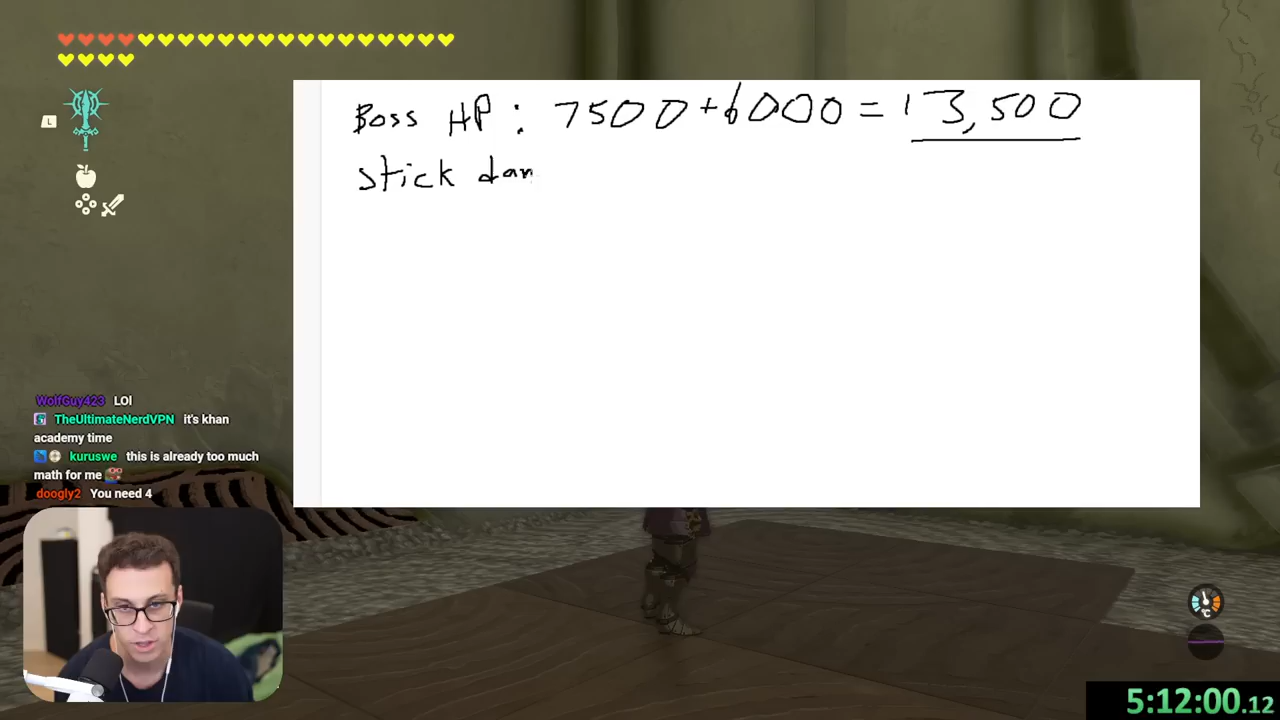 Boss HP: 7500+6000 = 13,500
stick dam
L
WolfGuy423 LOl
TheUltimateNerdVPN it's khan
academy time
kuruswe this is already too much
math for me
doogly2 You need 4
°C
5:12:00.12